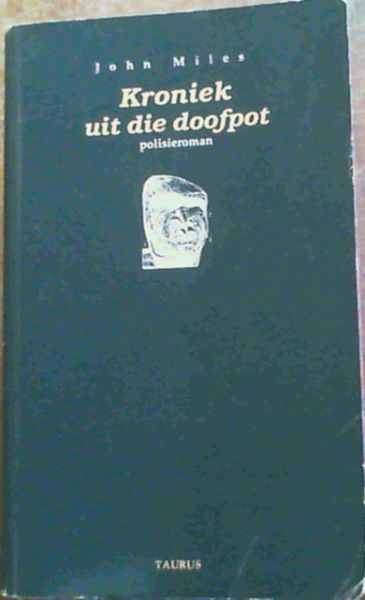 John Miles
Kroniek
uit die doofpot
polisieroman
TAURUS